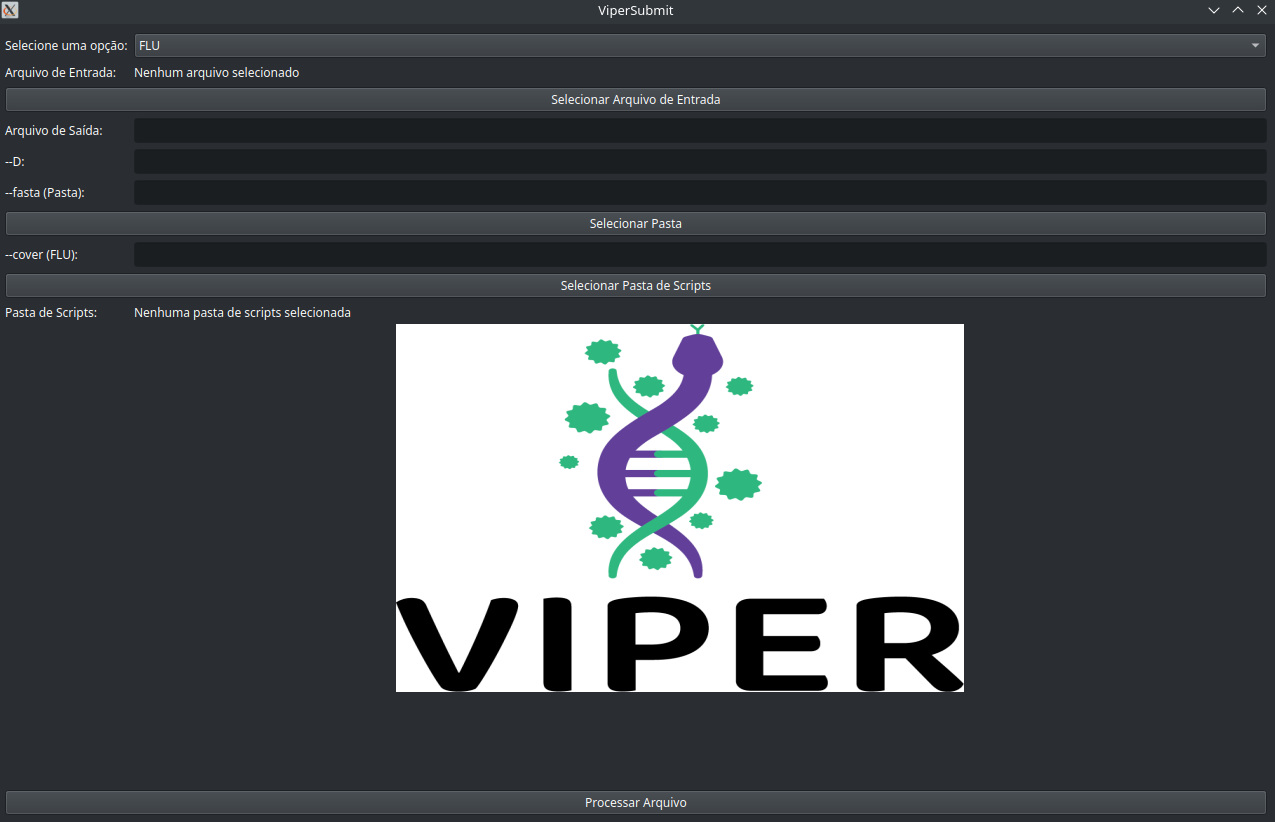 ViperSubmit
Selecione uma opção: FLU
Arquivo de Entrada: Nenhum arquivo selecionado
Selecionar Arquivo de Entrada
Arquivo de Saída:
--D:
--fasta (Pasta):
Selecionar Pasta
--cover (FLU):
Selecionar Pasta de Scripts
Pasta de Scripts: Nenhuma pasta de scripts selecionada
VIPER
Processar Arquivo